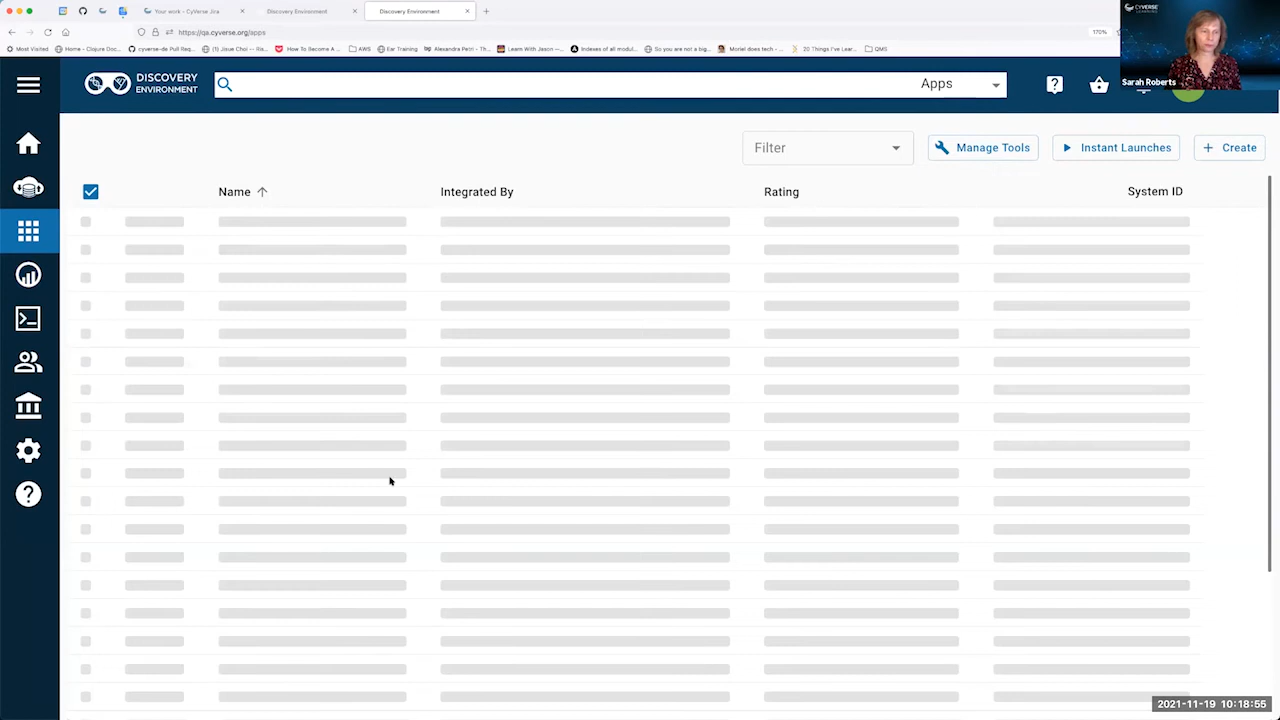 Your work - CyVerse Jira
Discovery Environment
Discovery Environment
https://qa.cyverse.org/apps
170%
Most Visited
Home - Clojure Doc...
cyverse-de Pull Req...
(1) Jisue Choi -- Ris...
How To Become A ...
AWS
Ear Training
Alexandra Petri - Th...
Learn With Jason —...
Indexes of all modul...
So you are not a big...
Moriel does tech - ...
20 Things I've Lear...
QMS
CYVERSE
LEARNING
Sarah Roberts
DISCOVERY
ENVIRONMENT
Apps
Filter
Manage Tools
Instant Launches
Create
Name
Integrated By
Rating
System ID
2021-11-19 10:18:55